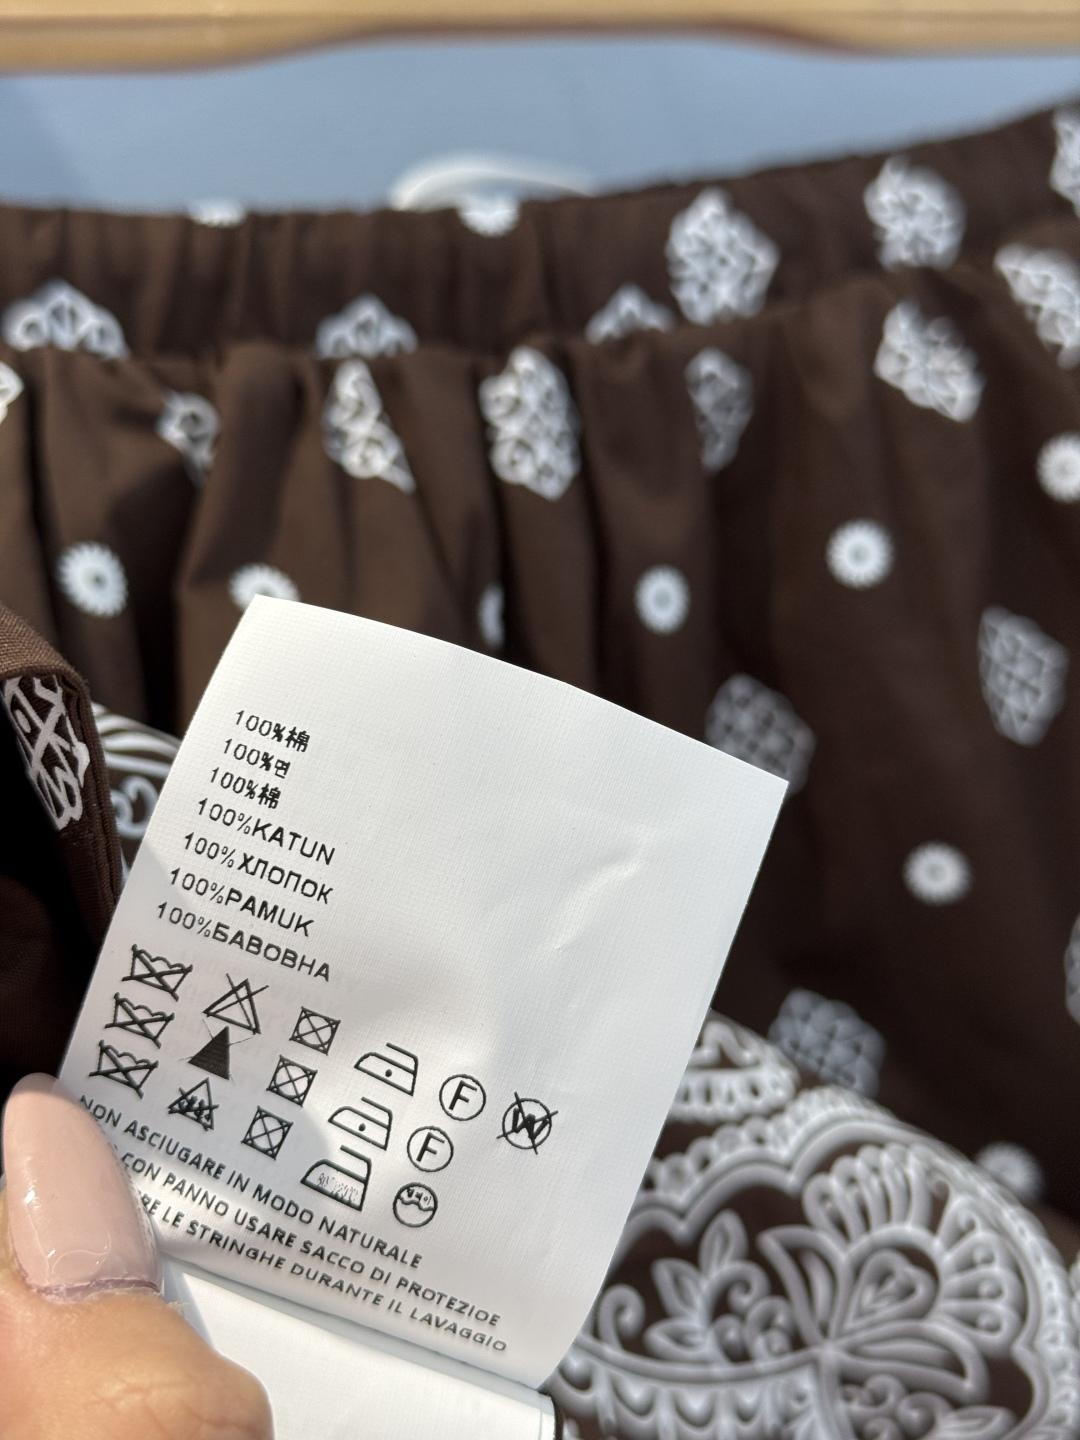 100%棉
100%면
100%棉
100%KATUN
100%ХЛОПОК
100%PAMUK
100%БАВОВНА
F
W
F
NON ASCIUGARE IN MODO NATURALE
CON PANNO USARE SACCO DI PROTEZIOE
LE STRINGHE DURANTE IL LAVAGGIO